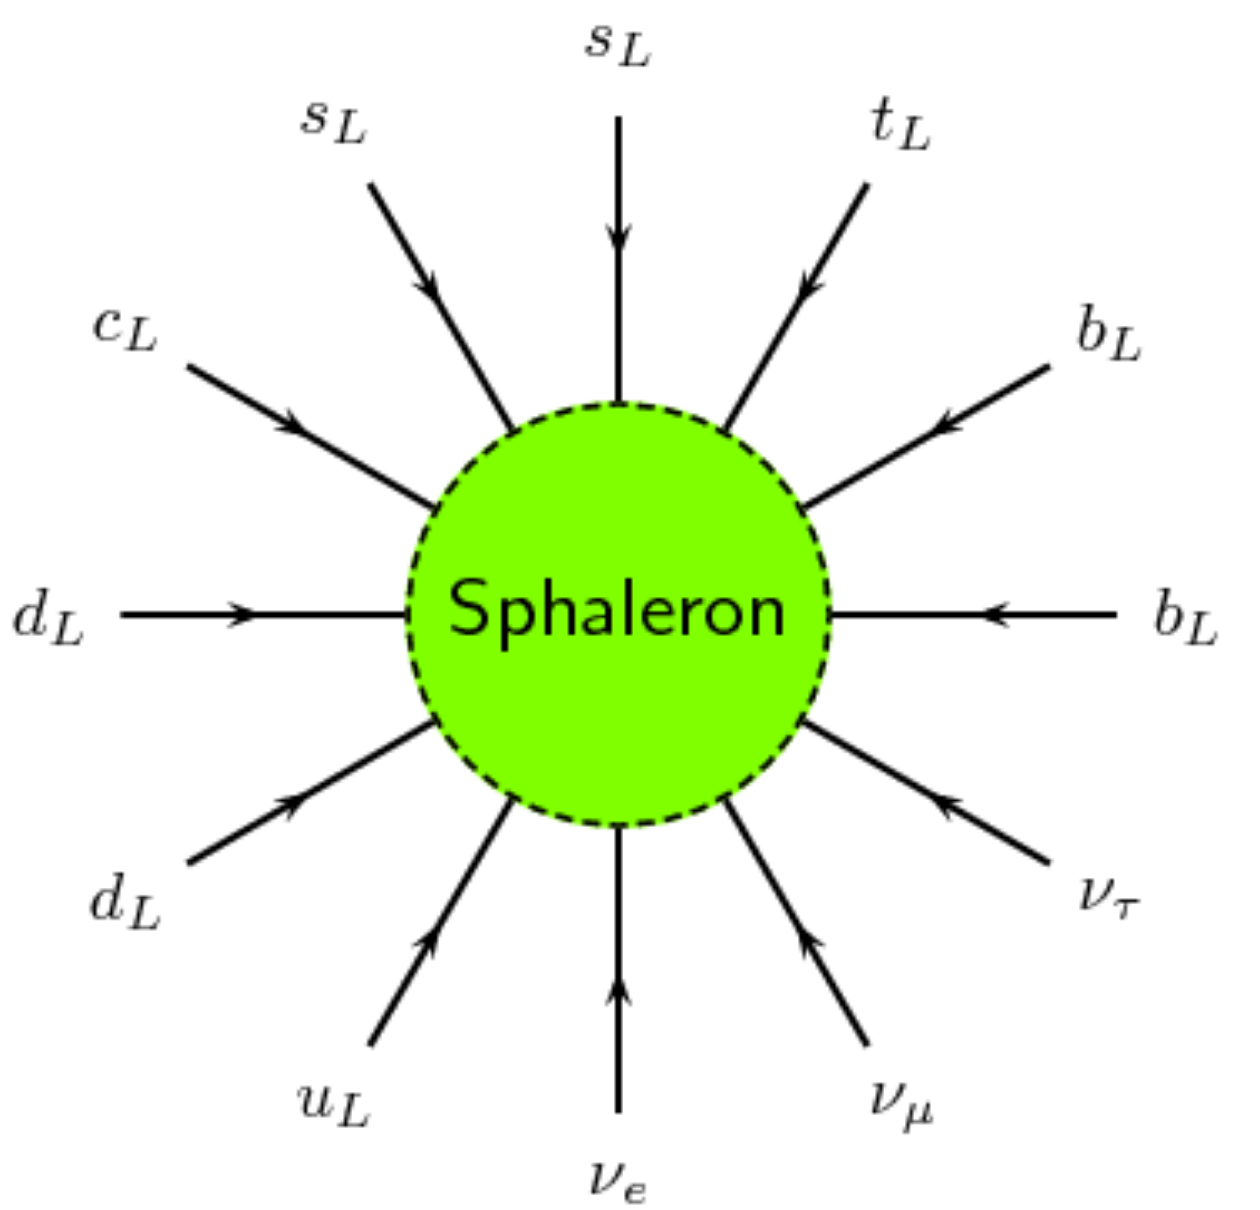 s_L
s_L
t_L
c_L
b_L
d_L
Sphaleron
b_L
d_L
ν_τ
u_L
ν_μ
ν_e